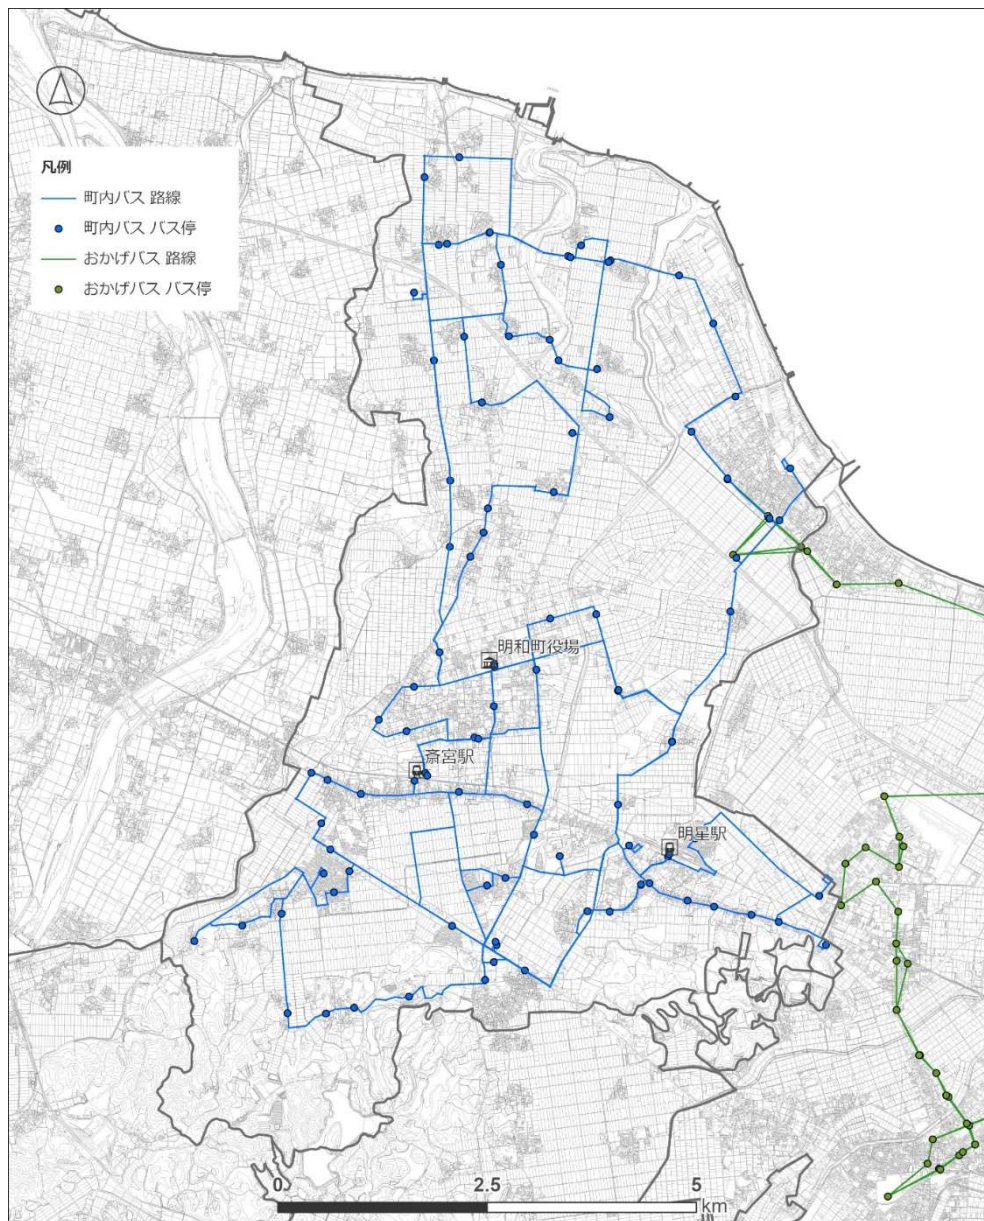 凡例
町内バス 路線
町内バス バス停
おかげバス 路線
おかげバス バス停
明和町役場
斎宮駅
明星駅
0 2.5 5
km